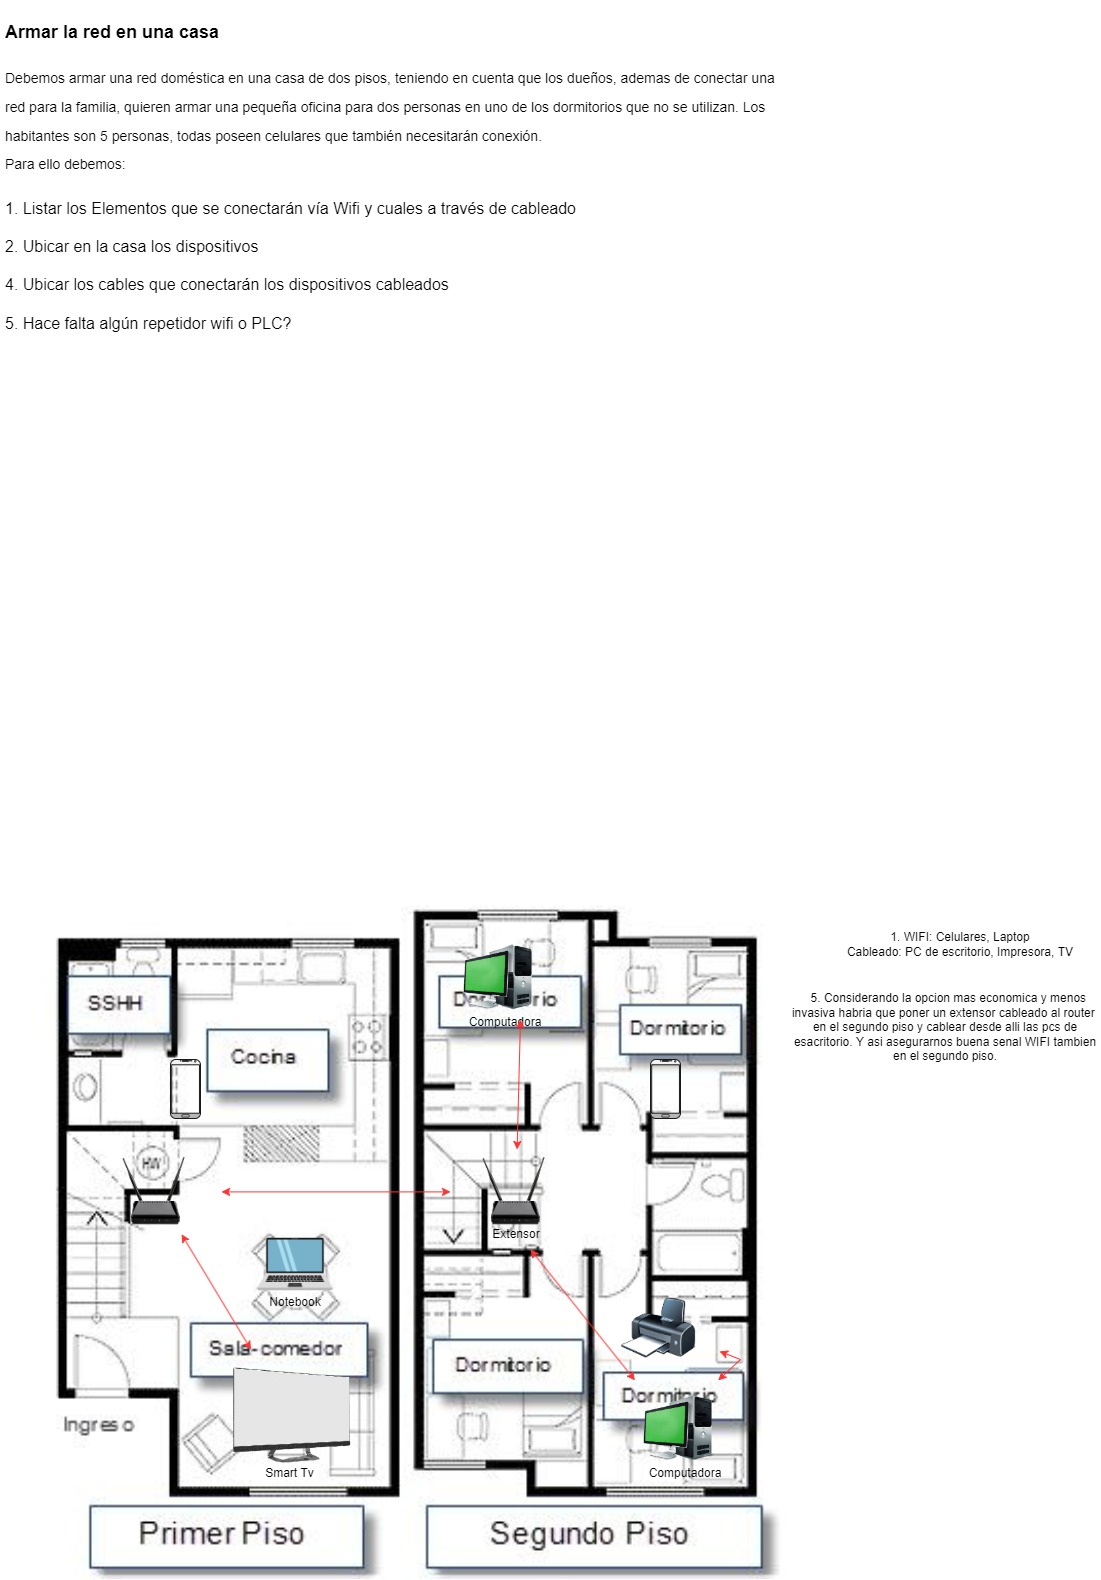 Armar la red en una casa
Debemos armar una red doméstica en una casa de dos pisos, teniendo en cuenta que los dueños, ademas de conectar una
red para la familia, quieren armar una pequeña oficina para dos personas en uno de los dormitorios que no se utilizan. Los
habitantes son 5 personas, todas poseen celulares que también necesitarán conexión.
Para ello debemos:
1. Listar los Elementos que se conectarán vía Wifi y cuales a través de cableado
2. Ubicar en la casa los dispositivos
4. Ubicar los cables que conectarán los dispositivos cableados
5. Hace falta algún repetidor wifi o PLC?
1. WIFI: Celulares, Laptop
Cableado: PC de escritorio, Impresora, TV
5. Considerando la opcion mas economica y menos
invasiva habria que poner un extensor cableado al router
en el segundo piso y cablear desde alli las pcs de
esacritorio. Y asi asegurarnos buena senal WIFI tambien
en el segundo piso.
SSHH
Cocina
HW
Notebook
Sala-comedor
Ingreso
Smart Tv
Primer Piso
Dormitorio
Computadora
Dormitorio
Extensor
Dormitorio
Dormitorio
Computadora
Segundo Piso